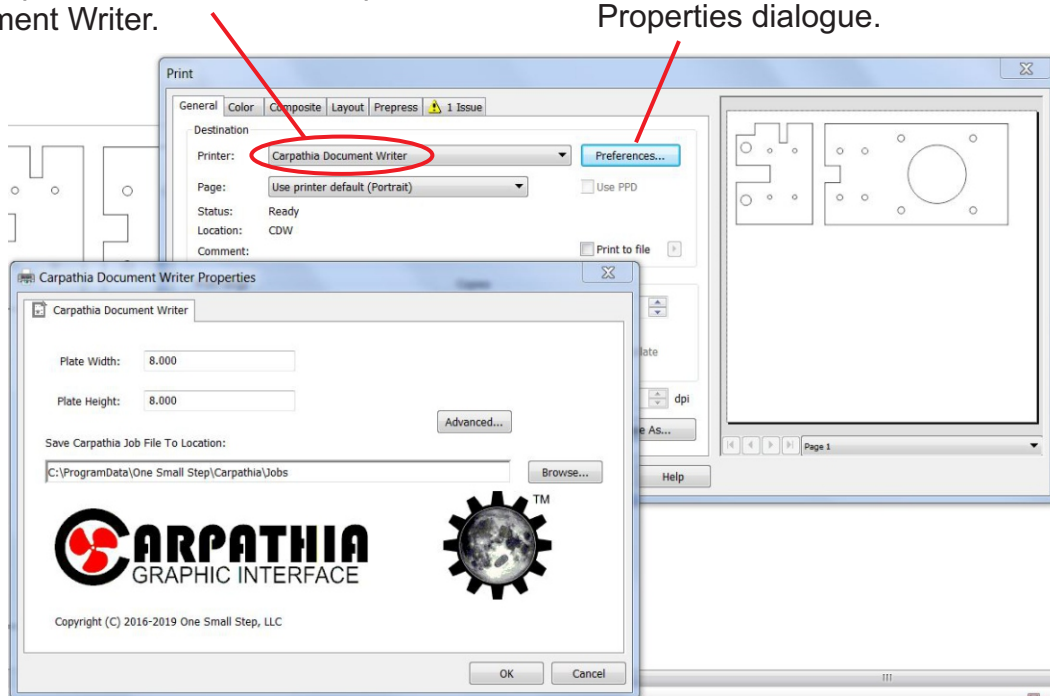 ment Writer.
Properties dialogue.
Print
General Color Composite Layout Prepress 1 Issue
Destination
Printer: Carpathia Document Writer Preferences...
Page: Use printer default (Portrait) Use PPD
Status: Ready
Location: CDW
Comment: Print to file
Carpathia Document Writer Properties
Carpathia Document Writer
Plate Width: 8.000
Plate Height: 8.000
Advanced...
Save Carpathia Job File To Location:
C:\ProgramData\One Small Step\Carpathia\Jobs Browse...
CARPATHIA
GRAPHIC INTERFACE
TM
Copyright (C) 2016-2019 One Small Step, LLC
OK Cancel
late
dpi
e As...
Page 1
Help